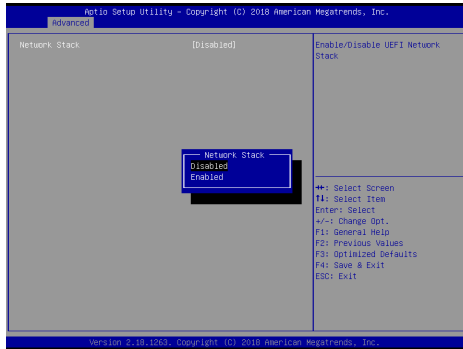 Aptio Setup Utility – Copyright (C) 2018 American Megatrends, Inc.
Advanced
Network Stack [Disabled]
Enable/Disable UEFI Network
Stack
Network Stack
Disabled
Enabled
→←: Select Screen
↑↓: Select Item
Enter: Select
+/-: Change Opt.
F1: General Help
F2: Previous Values
F3: Optimized Defaults
F4: Save & Exit
ESC: Exit
Version 2.18.1263. Copyright (C) 2018 American Megatrends, Inc.